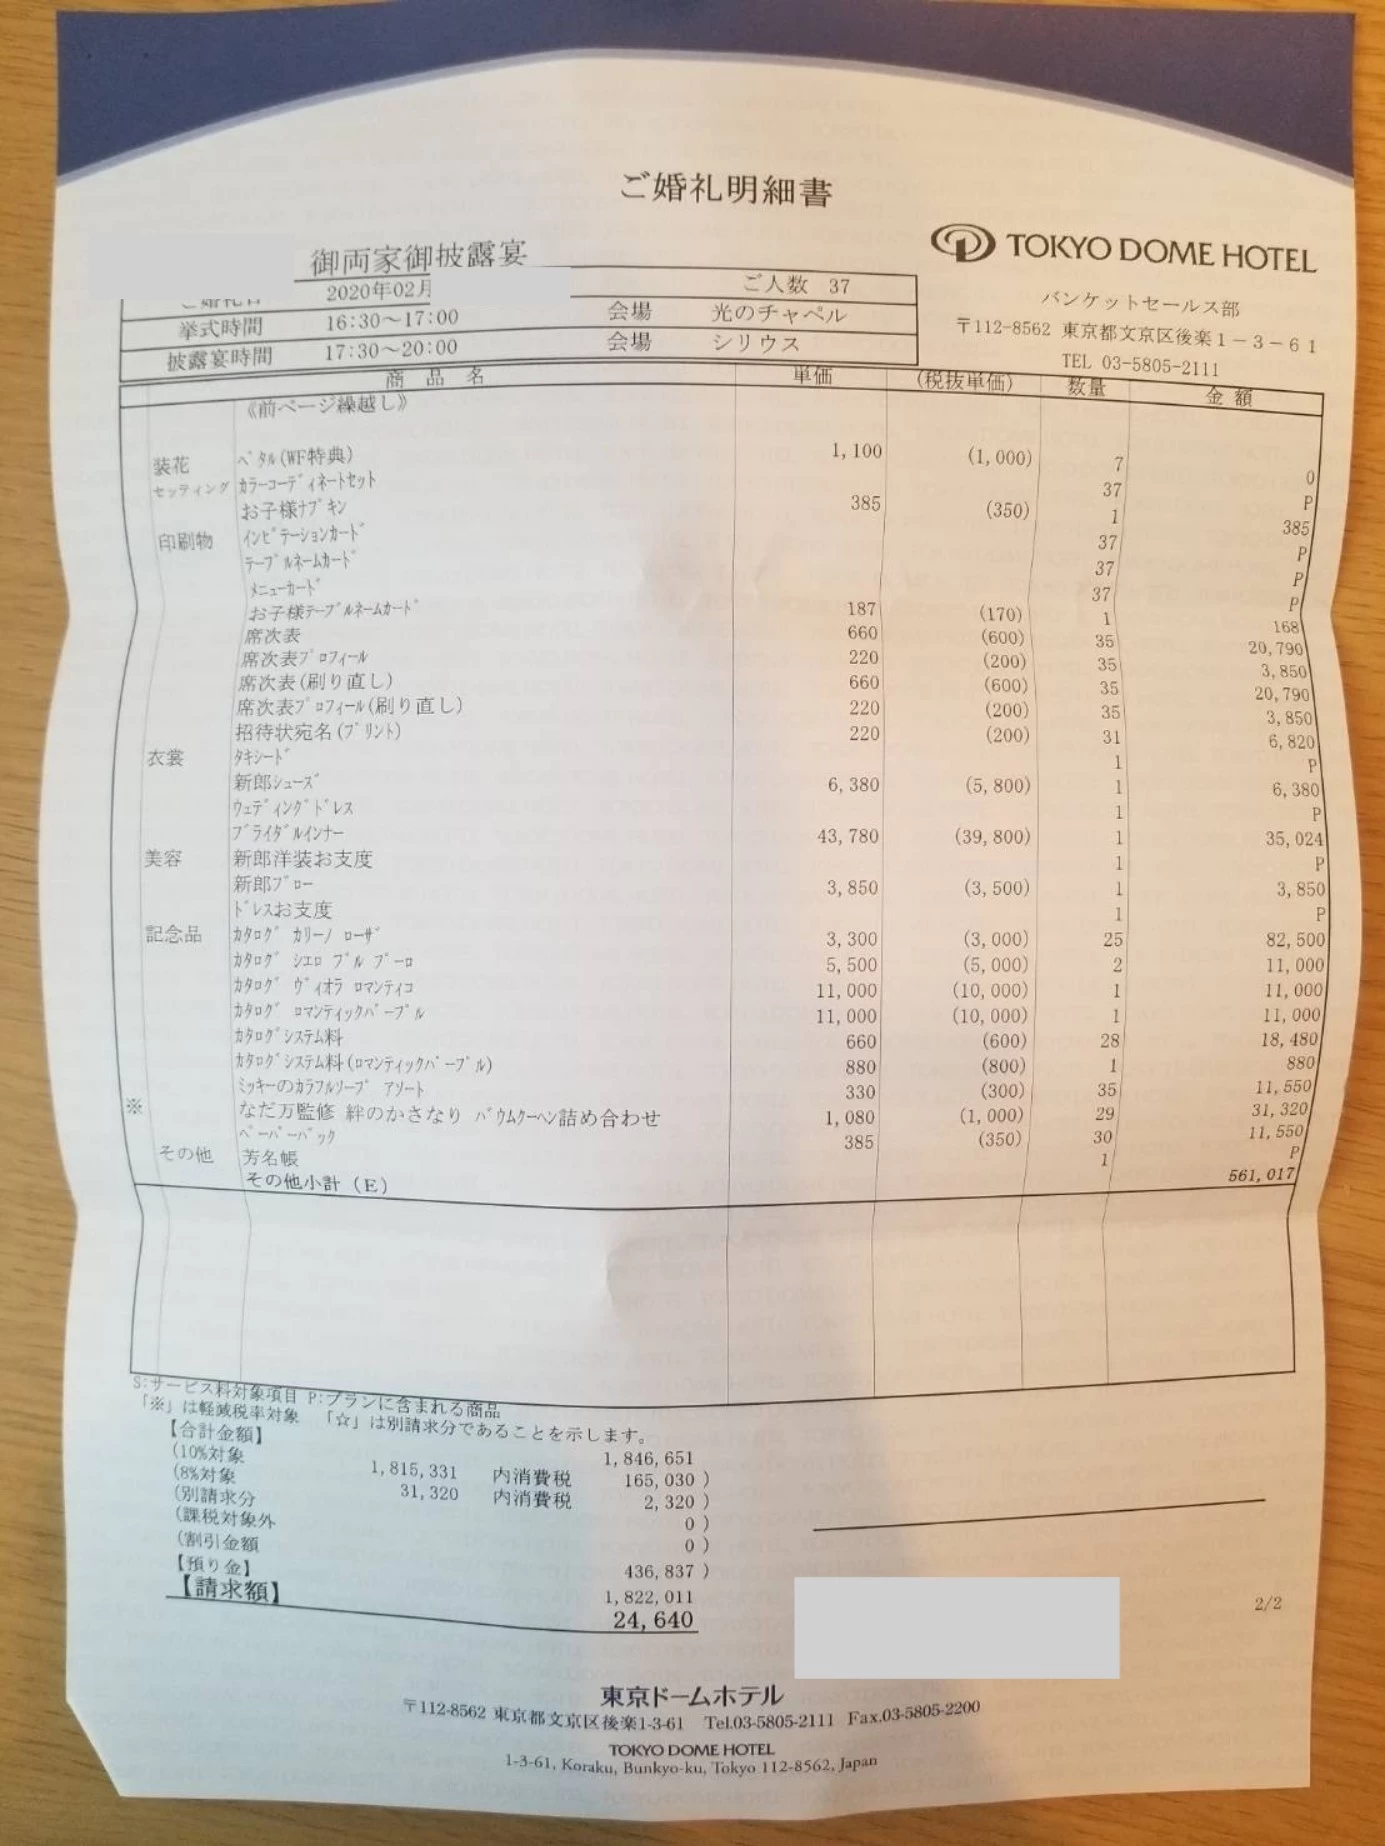 ご婚礼明細書
TOKYO DOME HOTEL
御両家御披露宴
2020年02月 ご人数 37
挙式時間 16:30～17:00 会場 光のチャペル
披露宴時間 17:30～20:00 会場 シリウス
バンケットセールス部
〒112-8562 東京都文京区後楽1-3-61
TEL 03-5805-2111
商品名 単価 (税抜単価) 数量 金額
《前ページ繰越し》
装花 ペタル(WF特典) 1,100 (1,000) 7 0
セッティング カラーコーディネートセット 37 P
お子様ナプキン 385 (350) 1 385
印刷物 インビテーションカード 37 P
テーブルネームカード 37 P
メニューカード 37 P
お子様テーブルネームカード 187 (170) 1 168
席次表 660 (600) 35 20,790
席次表プロフィール 220 (200) 35 3,850
席次表(刷り直し) 660 (600) 35 20,790
席次表プロフィール(刷り直し) 220 (200) 35 3,850
招待状宛名(プリント) 220 (200) 31 6,820
衣裳 タキシード 1 P
新郎シューズ 6,380 (5,800) 1 6,380
ウェディングドレス 1 P
ブライダルインナー 43,780 (39,800) 1 35,024
美容 新郎洋装お支度 1 P
新郎ブロー 3,850 (3,500) 1 3,850
ドレスお支度 1 P
記念品 カタログ カリーノ ローザ 3,300 (3,000) 25 82,500
カタログ シエロ ブル ブーロ 5,500 (5,000) 2 11,000
カタログ ヴィオラ ロマンティコ 11,000 (10,000) 1 11,000
カタログ ロマンティックパープル 11,000 (10,000) 1 11,000
カタログシステム料 660 (600) 28 18,480
カタログシステム料(ロマンティックパープル) 880 (800) 1 880
ミッキーのカラフルソープ アソート 330 (300) 35 11,550
※ なだ万監修 絆のかさなり バウムクーヘン詰め合わせ 1,080 (1,000) 29 31,320
ペーパーバック 385 (350) 30 11,550
その他 芳名帳 1 P
その他小計(E) 561,017
S:サービス料対象項目 P:プランに含まれる商品
「※」は軽減税率対象 「☆」は別請求分であることを示します。
【合計金額】 1,846,651
(10%対象 1,815,331 内消費税 165,030 )
(8%対象 31,320 内消費税 2,320 )
(別請求分 0 )
(課税対象外 0 )
(割引金額 436,837 )
【預り金】 1,822,011
【請求額】 24,640
2/2
東京ドームホテル
〒112-8562 東京都文京区後楽1-3-61 Tel.03-5805-2111 Fax.03-5805-2200
TOKYO DOME HOTEL
1-3-61, Koraku, Bunkyo-ku, Tokyo 112-8562, Japan